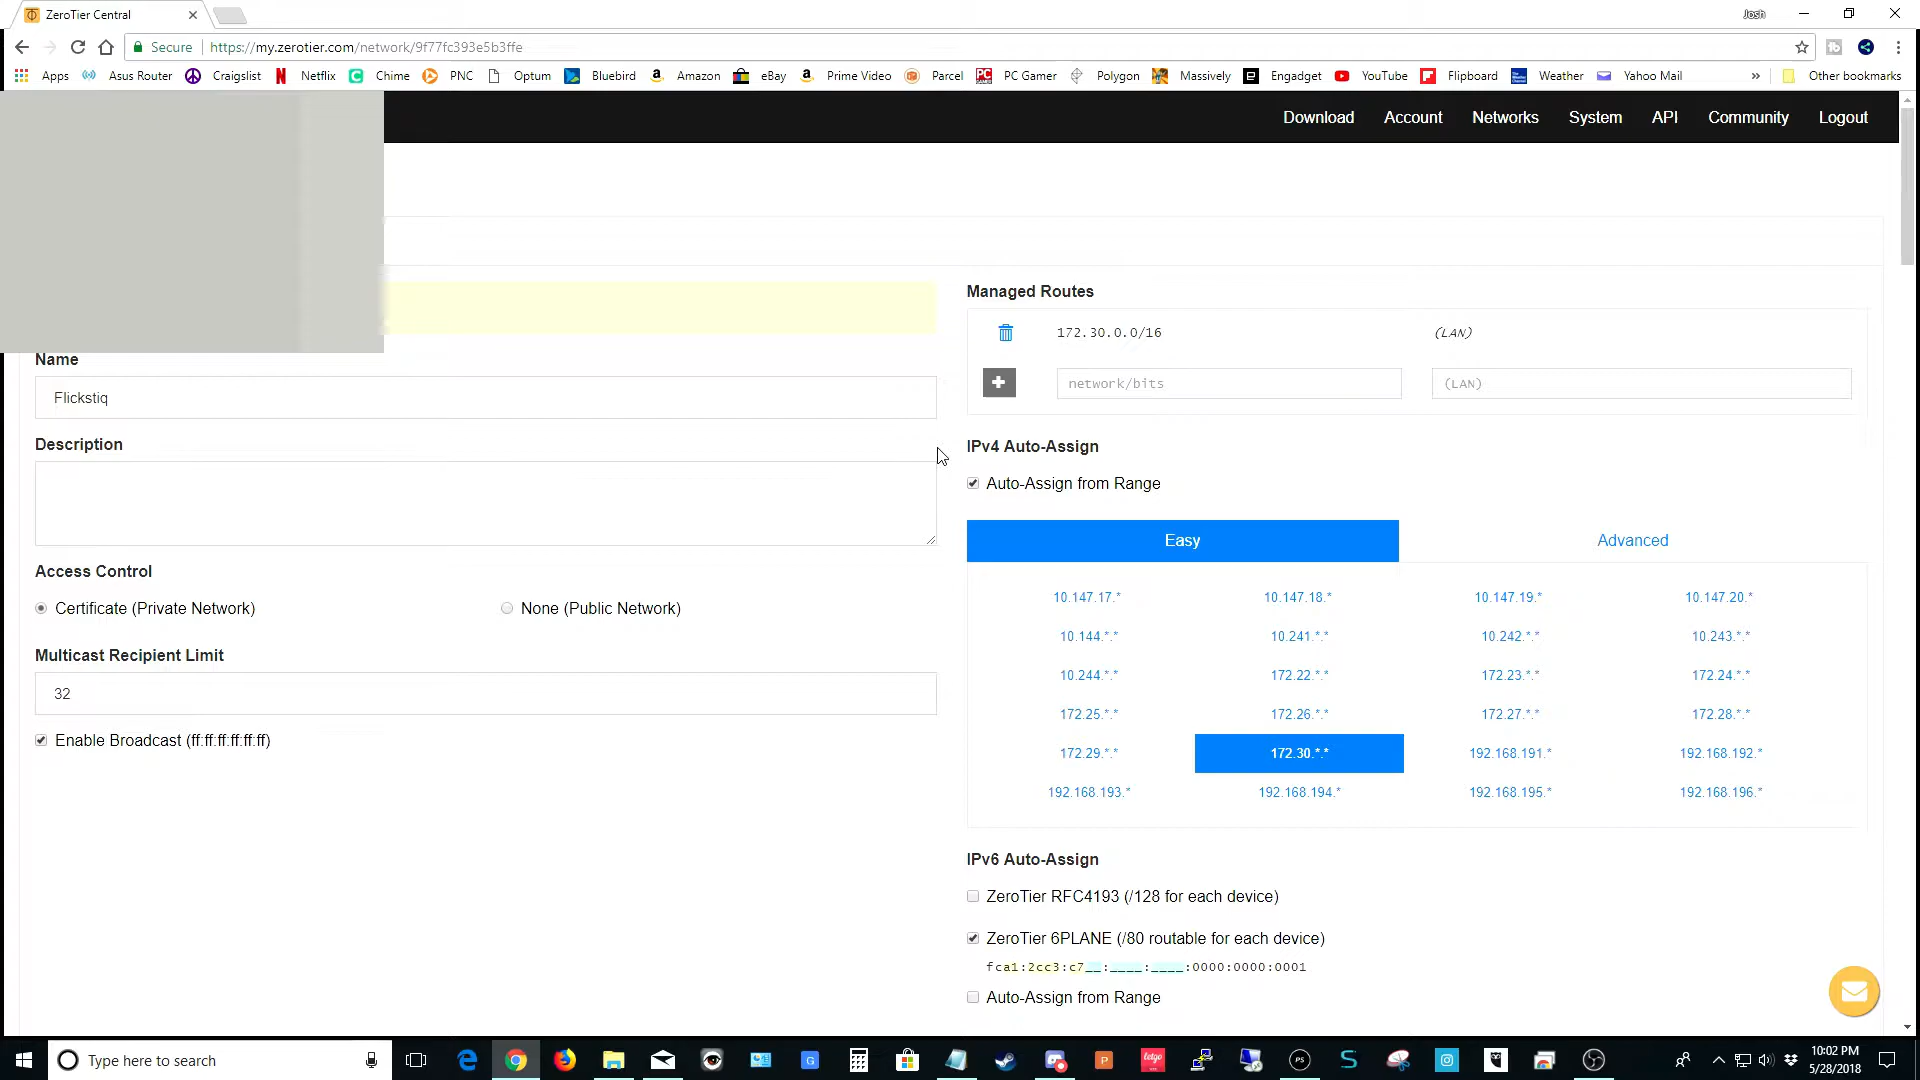 ZeroTier Central
Josh
Secure
https://my.zerotier.com/network/9f77fc393e5b3ffe
Apps
Asus Router
Craigslist
Netflix
Chime
PNC
Optum
Bluebird
Amazon
eBay
Prime Video
Parcel
PC Gamer
Polygon
Massively
Engadget
YouTube
Flipboard
Weather
Yahoo Mail
»
Other bookmarks
Download
Account
Networks
System
API
Community
Logout
Name
Flickstiq
Description
Access Control
Certificate (Private Network)
None (Public Network)
Multicast Recipient Limit
32
Enable Broadcast (ff:ff:ff:ff:ff:ff)
Managed Routes
172.30.0.0/16
(LAN)
network/bits
(LAN)
IPv4 Auto-Assign
Auto-Assign from Range
Easy
Advanced
10.147.17.* 10.147.18.* 10.147.19.* 10.147.20.*
10.144.*.* 10.241.*.* 10.242.*.* 10.243.*.*
10.244.*.* 172.22.*.* 172.23.*.* 172.24.*.*
172.25.*.* 172.26.*.* 172.27.*.* 172.28.*.*
172.29.*.* 172.30.*.* 192.168.191.* 192.168.192.*
192.168.193.* 192.168.194.* 192.168.195.* 192.168.196.*
IPv6 Auto-Assign
ZeroTier RFC4193 (/128 for each device)
ZeroTier 6PLANE (/80 routable for each device)
fca1:2cc3:c7__:____:____:0000:0000:0001
Auto-Assign from Range
Type here to search
letgo
10:02 PM
5/28/2018